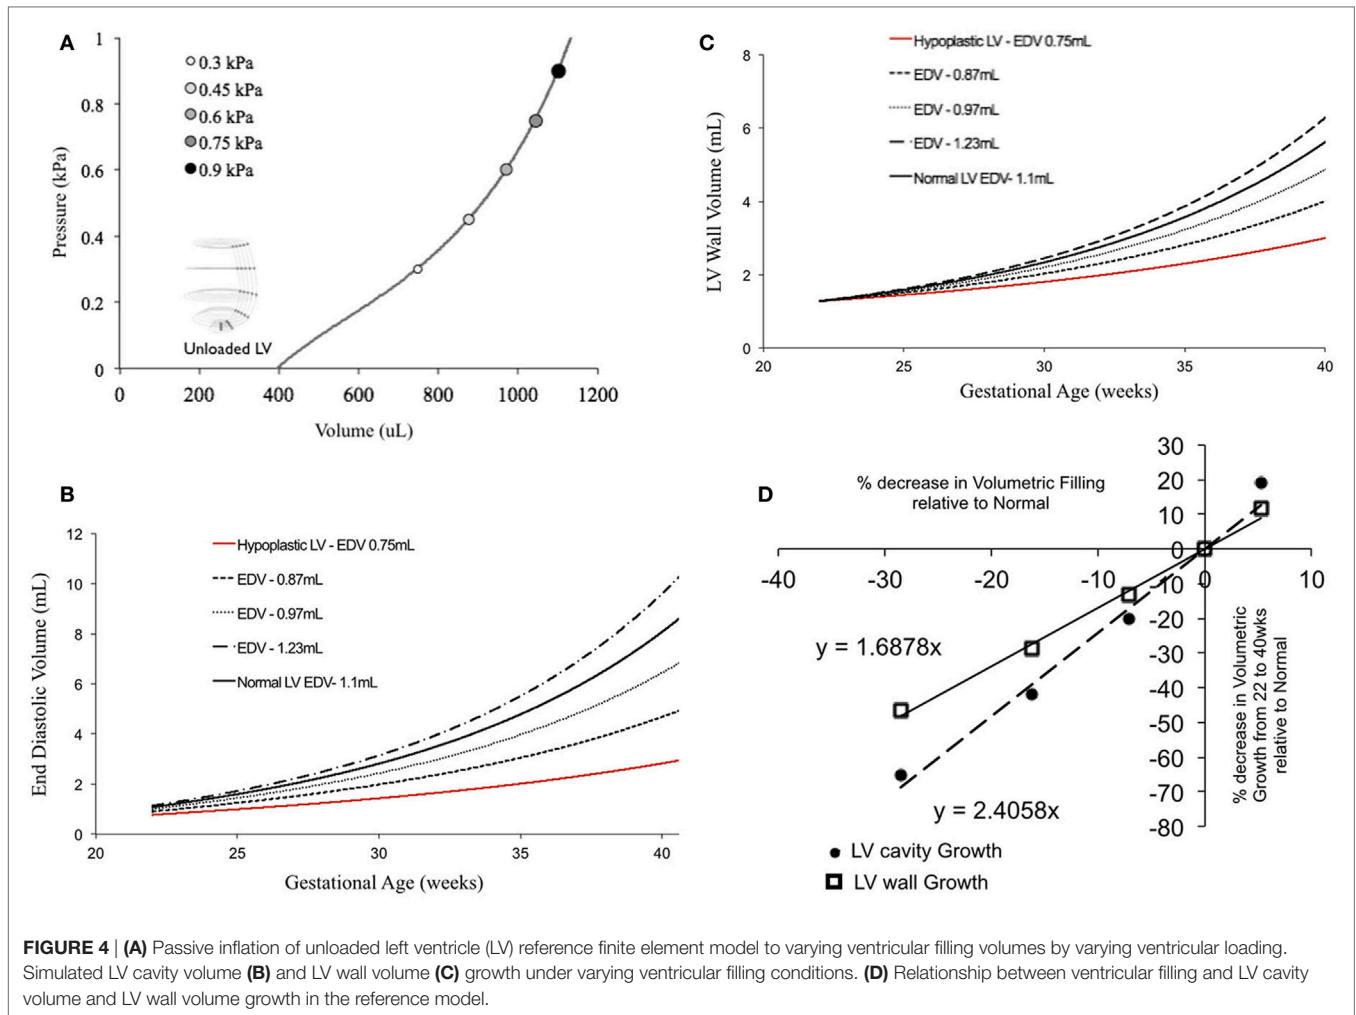 A
1
0.8
0.6
0.4
0.2
0
Pressure (kPa)
0.3 kPa
0.45 kPa
0.6 kPa
0.75 kPa
0.9 kPa
Unloaded LV
0 200 400 600 800 1000 1200
Volume (uL)
C
8
6
4
2
0
LV Wall Volume (mL)
Hypoplastic LV - EDV 0.75mL
EDV - 0.87mL
EDV - 0.97mL
EDV - 1.23mL
Normal LV EDV- 1.1mL
20 25 30 35 40
Gestational Age (weeks)
B
12
10
8
6
4
2
0
End Diastolic Volume (mL)
Hypoplastic LV - EDV 0.75mL
EDV - 0.87mL
EDV - 0.97mL
EDV - 1.23mL
Normal LV EDV- 1.1mL
20 25 30 35 40
Gestational Age (weeks)
D
% decrease in Volumetric Filling
relative to Normal
30
20
10
0
-10
-20
-30
-40
-50
-60
-70
-80
-40 -30 -20 -10 0 10
% decrease in Volumetric
Growth from 22 to 40wks
relative to Normal
y = 1.6878x
y = 2.4058x
LV cavity Growth
LV wall Growth
FIGURE 4 | (A) Passive inflation of unloaded left ventricle (LV) reference finite element model to varying ventricular filling volumes by varying ventricular loading.
Simulated LV cavity volume (B) and LV wall volume (C) growth under varying ventricular filling conditions. (D) Relationship between ventricular filling and LV cavity
volume and LV wall volume growth in the reference model.